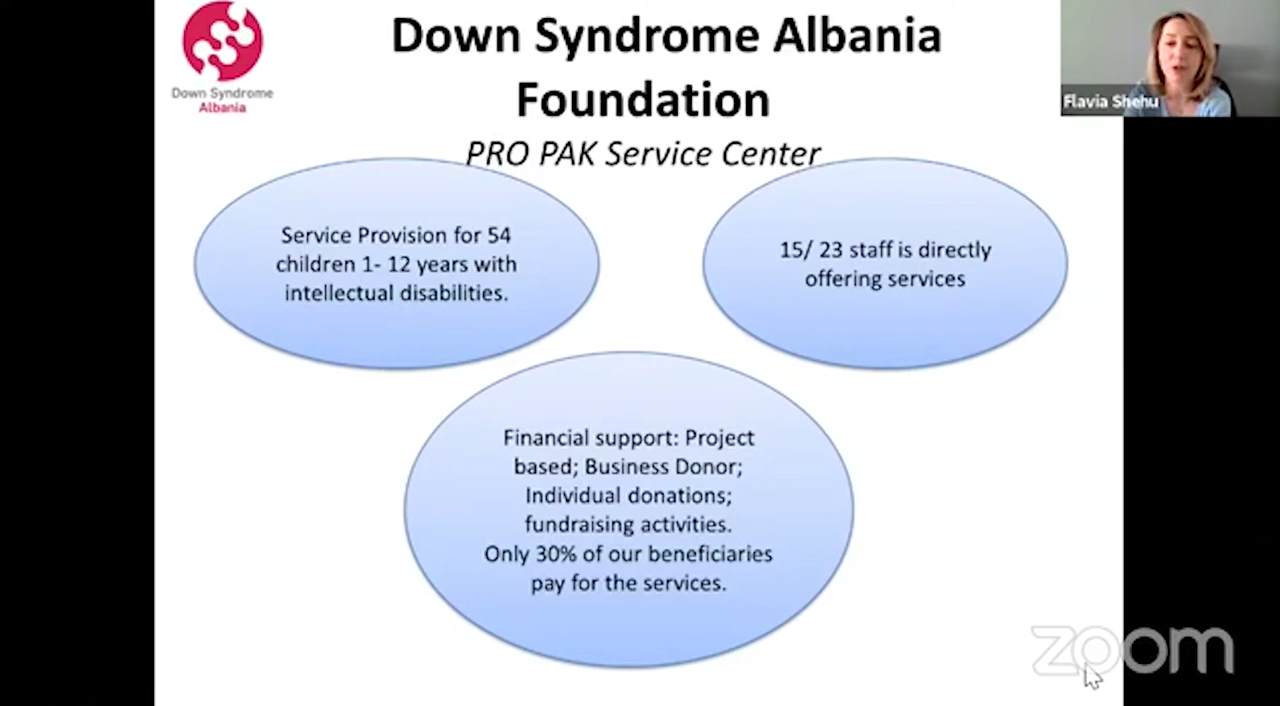 Down Syndrome
Albania
Down Syndrome Albania
Foundation
PRO PAK Service Center
Flavia Shehu
Service Provision for 54
children 1- 12 years with
intellectual disabilities.
15/ 23 staff is directly
offering services
Financial support: Project
based; Business Donor;
Individual donations;
fundraising activities.
Only 30% of our beneficiaries
pay for the services.
zoom